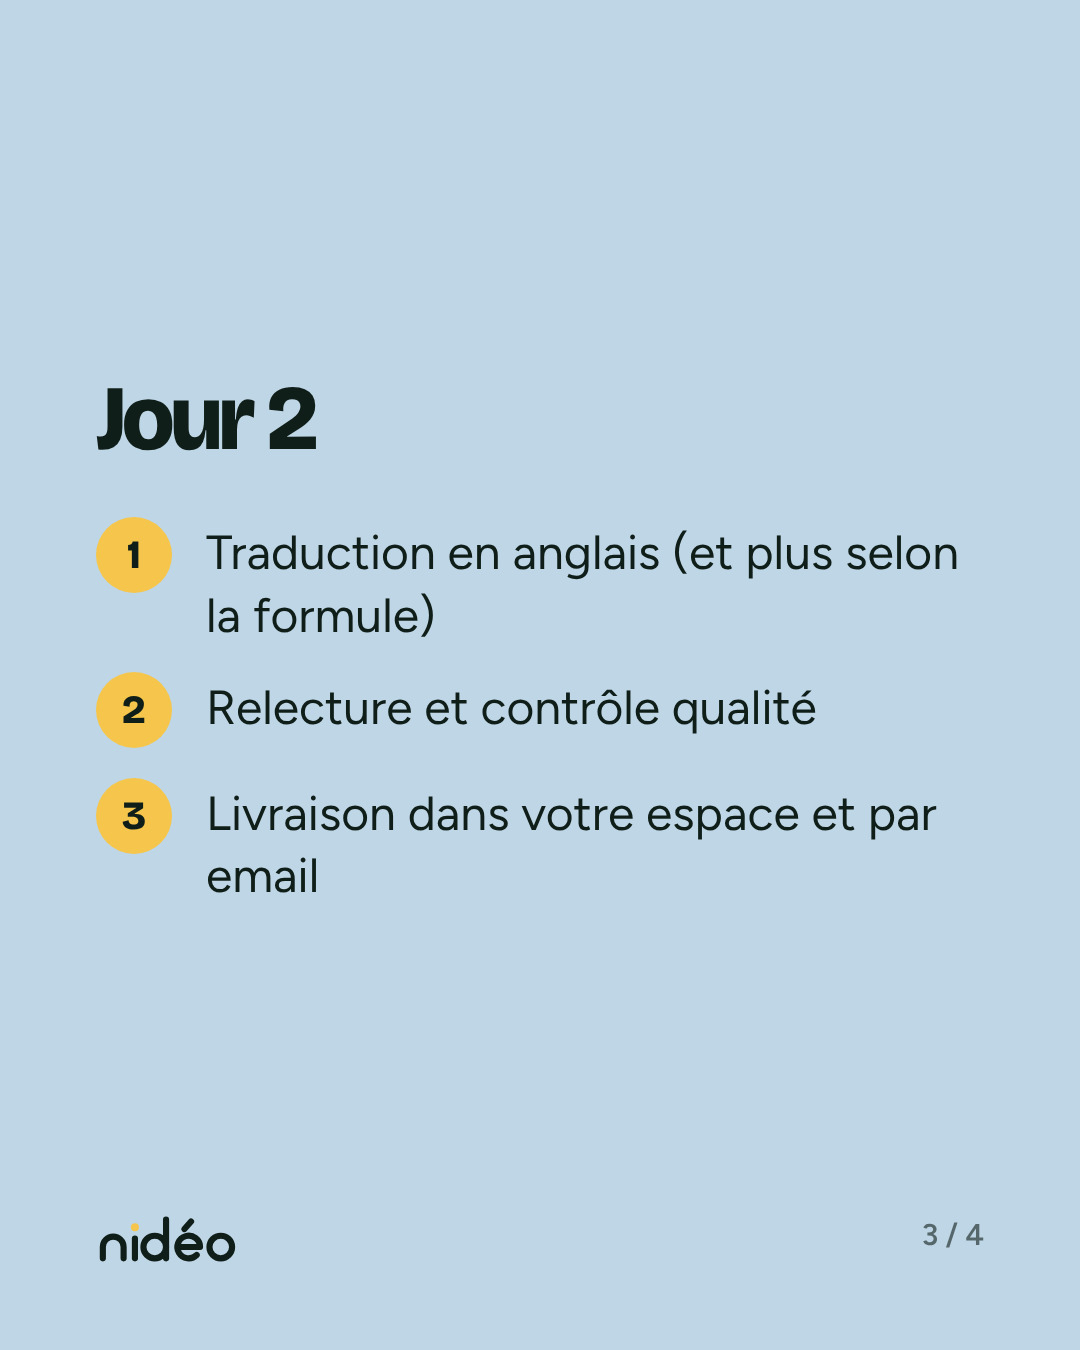 Jour 2
1 Traduction en anglais (et plus selon
la formule)
2 Relecture et contrôle qualité
3 Livraison dans votre espace et par
email
nidéo
3 / 4